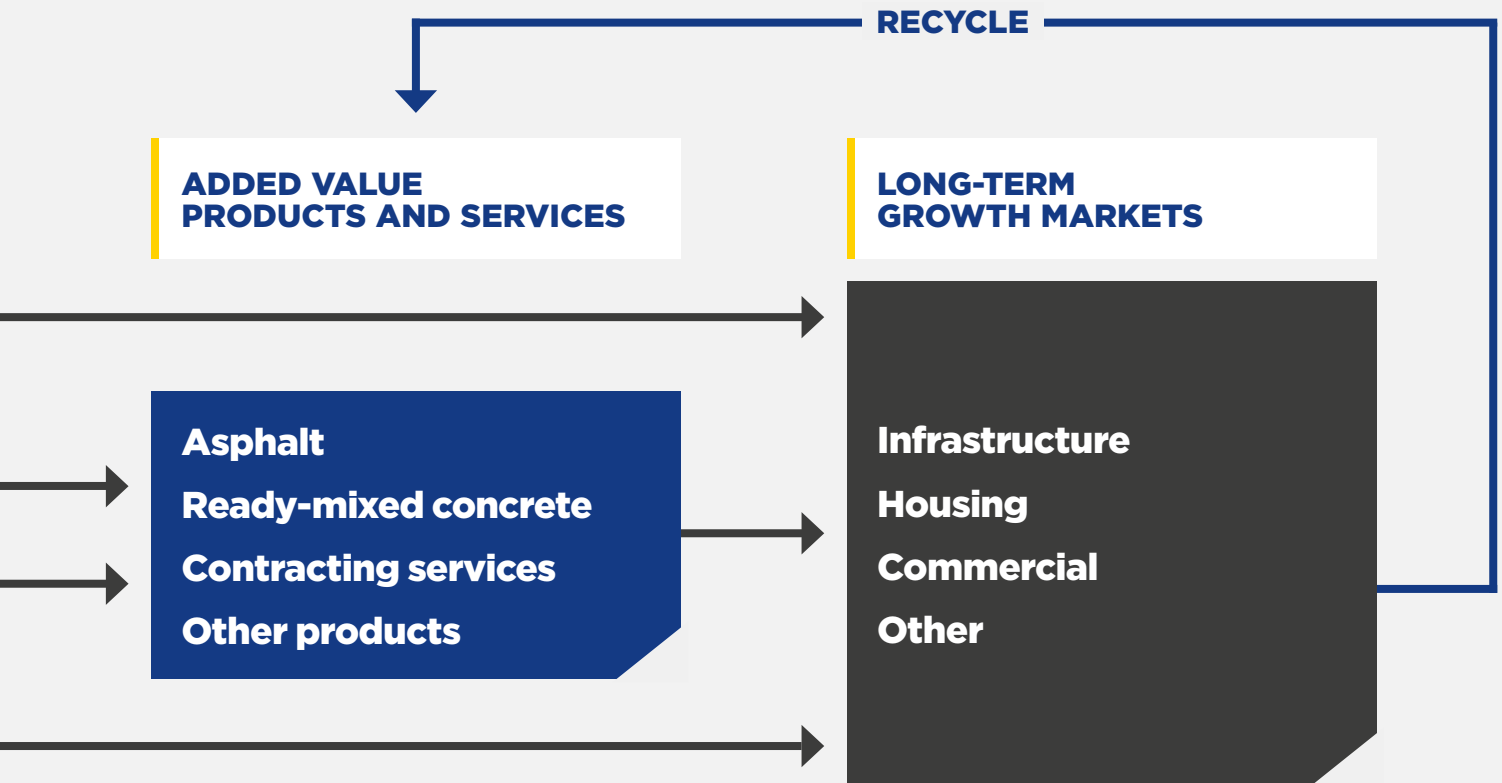 RECYCLE
ADDED VALUE
PRODUCTS AND SERVICES
LONG-TERM
GROWTH MARKETS
Asphalt
Ready-mixed concrete
Contracting services
Other products
Infrastructure
Housing
Commercial
Other